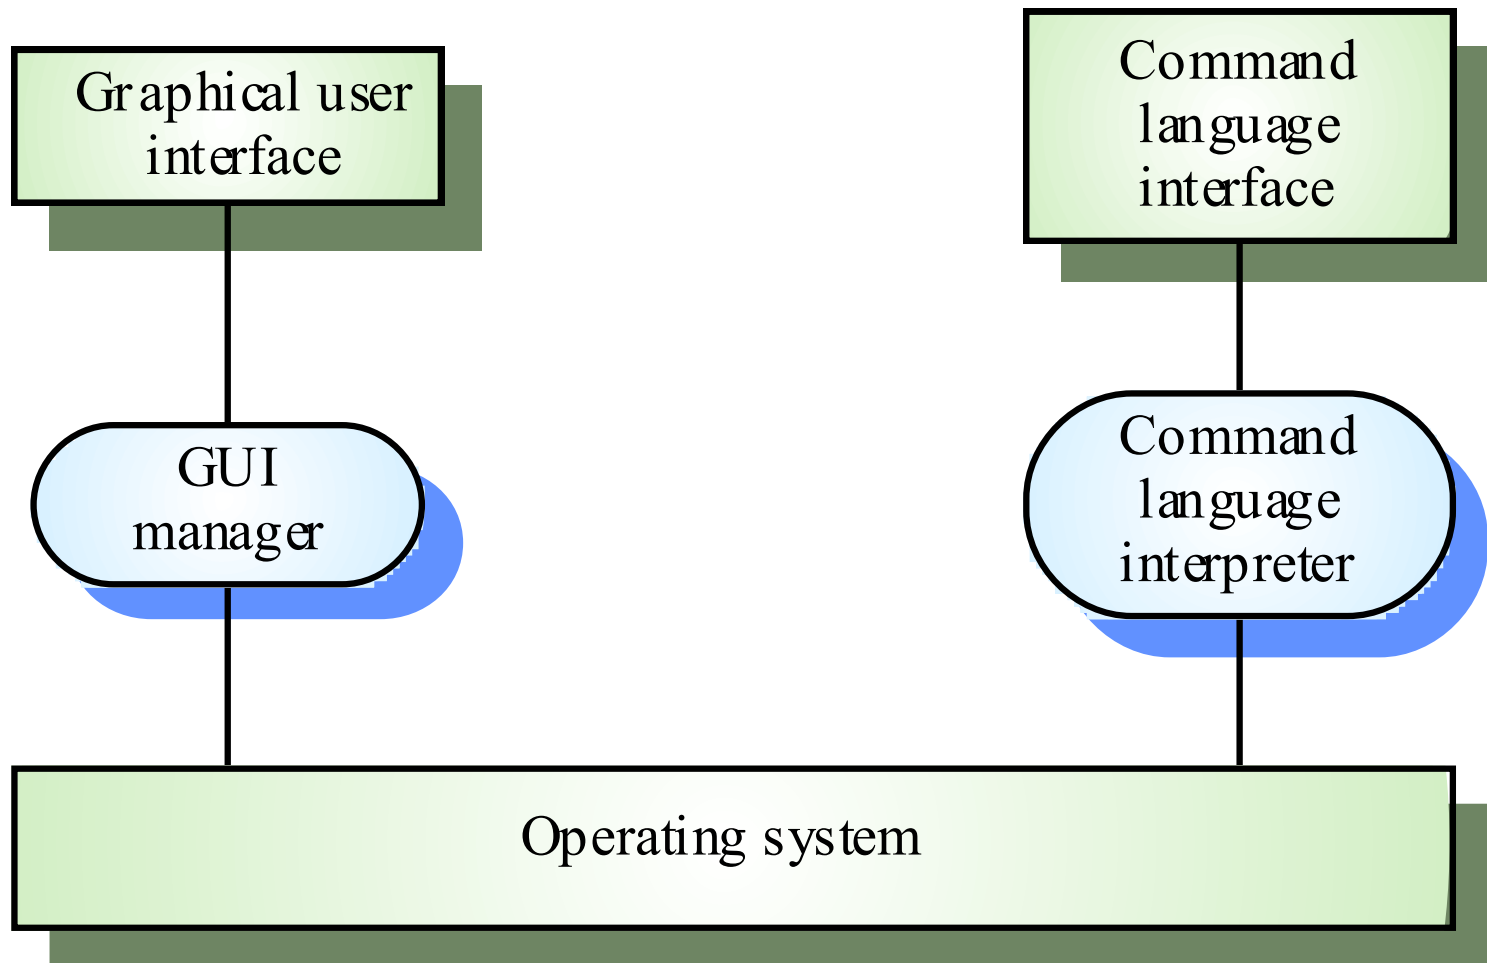 Graphical user
interface
Command
language
interface
GUI
manager
Command
language
interpreter
Operating system